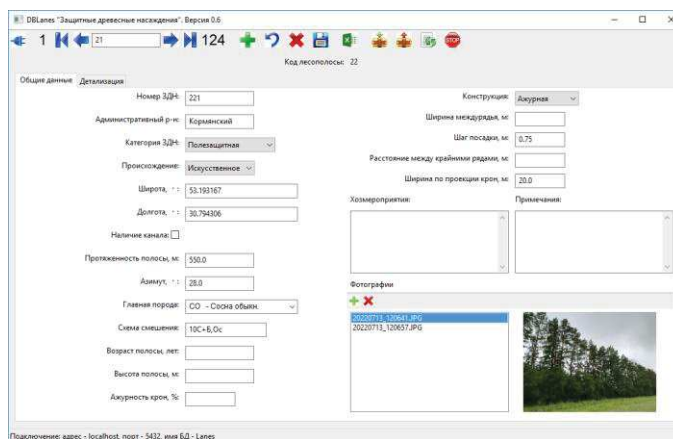 DBLanes "Защитные древесные насаждения". Версия 0.6
1 21 124 STOP
Код лесополосы: 22
Общие данные Детализация
Номер ЗДН: 221
Административный р-н: Кормянский
Категория ЗДН: Полезащитная
Происхождение: Искусственное
Широта, ° : 53.193167
Долгота, ° : 30.794306
Наличие канала:
Протяженность полосы, м: 550.0
Азимут, ° : 28.0
Главная порода: СО - Сосна обыкн.
Схема смешения: 10С+Б,Ос
Возраст полосы, лет:
Высота полосы, м:
Ажурность крон, %:
Конструкция: Ажурная
Ширина междурядья, м:
Шаг посадки, м: 0.75
Расстояние между крайними рядами, м:
Ширина по проекции крон, м: 20.0
Хозмероприятия: Примечания:
Фотографии
20220713_120641.JPG
20220713_120657.JPG
Подключение: адрес - localhost, порт - 5432, имя БД - Lanes